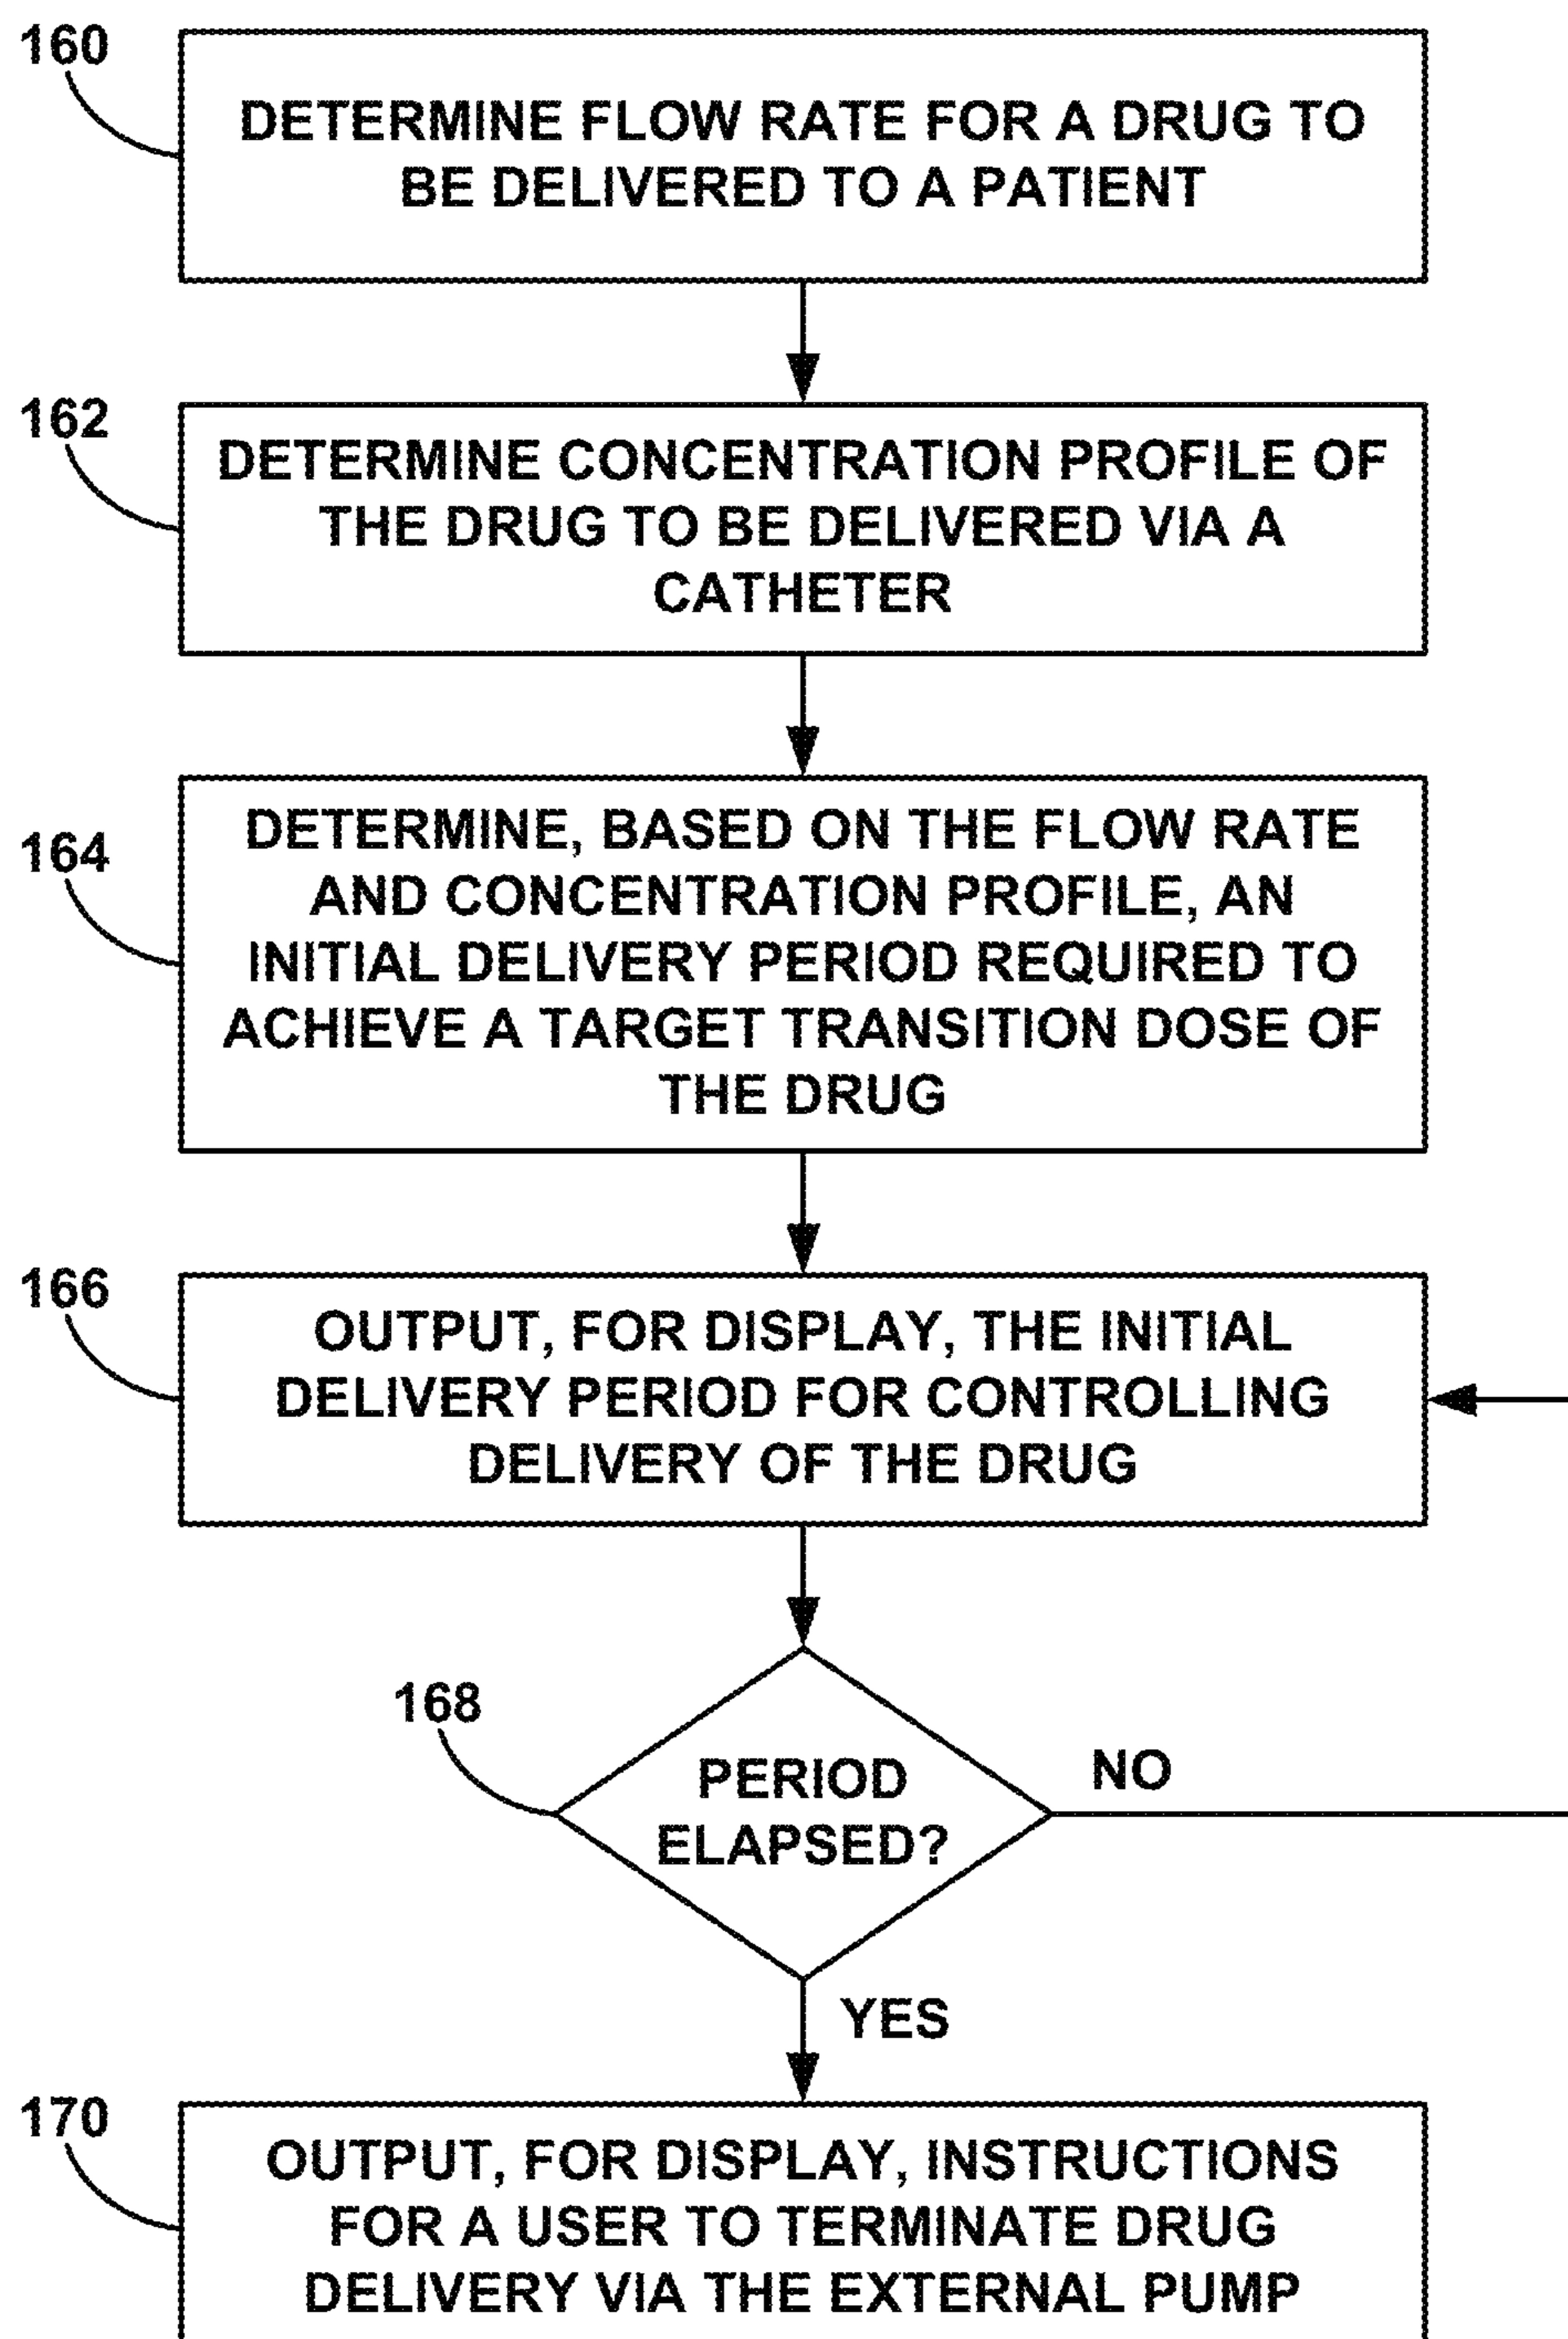 160
DETERMINE FLOW RATE FOR A DRUG TO
BE DELIVERED TO A PATIENT
162
DETERMINE CONCENTRATION PROFILE OF
THE DRUG TO BE DELIVERED VIA A
CATHETER
164
DETERMINE, BASED ON THE FLOW RATE
AND CONCENTRATION PROFILE, AN
INITIAL DELIVERY PERIOD REQUIRED TO
ACHIEVE A TARGET TRANSITION DOSE OF
THE DRUG
166
OUTPUT, FOR DISPLAY, THE INITIAL
DELIVERY PERIOD FOR CONTROLLING
DELIVERY OF THE DRUG
168
PERIOD
ELAPSED?
NO
YES
170
OUTPUT, FOR DISPLAY, INSTRUCTIONS
FOR A USER TO TERMINATE DRUG
DELIVERY VIA THE EXTERNAL PUMP